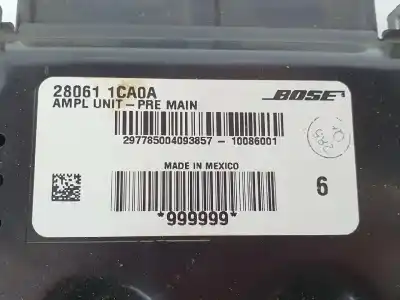 28061 1CA0A
AMPL UNIT-PRE MAIN
BOSE
297785004093857-10086001
MADE IN MEXICO
6
*999999*